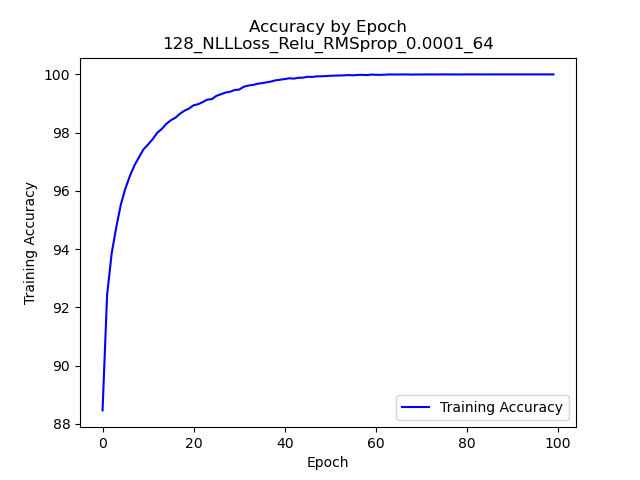 Accuracy by Epoch
128_NLLLoss_Relu_RMSprop_0.0001_64
100
98
96
94
92
90
88
Training Accuracy
Training Accuracy
0 20 40 60 80 100
Epoch